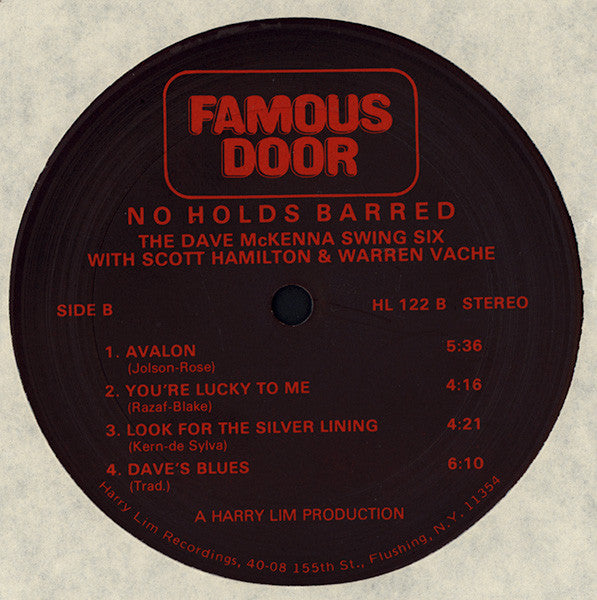 FAMOUS
DOOR
NO HOLDS BARRED
THE DAVE McKENNA SWING SIX
WITH SCOTT HAMILTON & WARREN VACHE
SIDE B HL 122 B STEREO
1. AVALON 5:36
(Jolson-Rose)
2. YOU'RE LUCKY TO ME 4:16
(Razaf-Blake)
3. LOOK FOR THE SILVER LINING 4:21
(Kern-de Sylva)
4. DAVE'S BLUES 6:10
(Trad.)
A HARRY LIM PRODUCTION
Harry Lim Recordings, 40-08 155th St., Flushing, N.Y. 11354